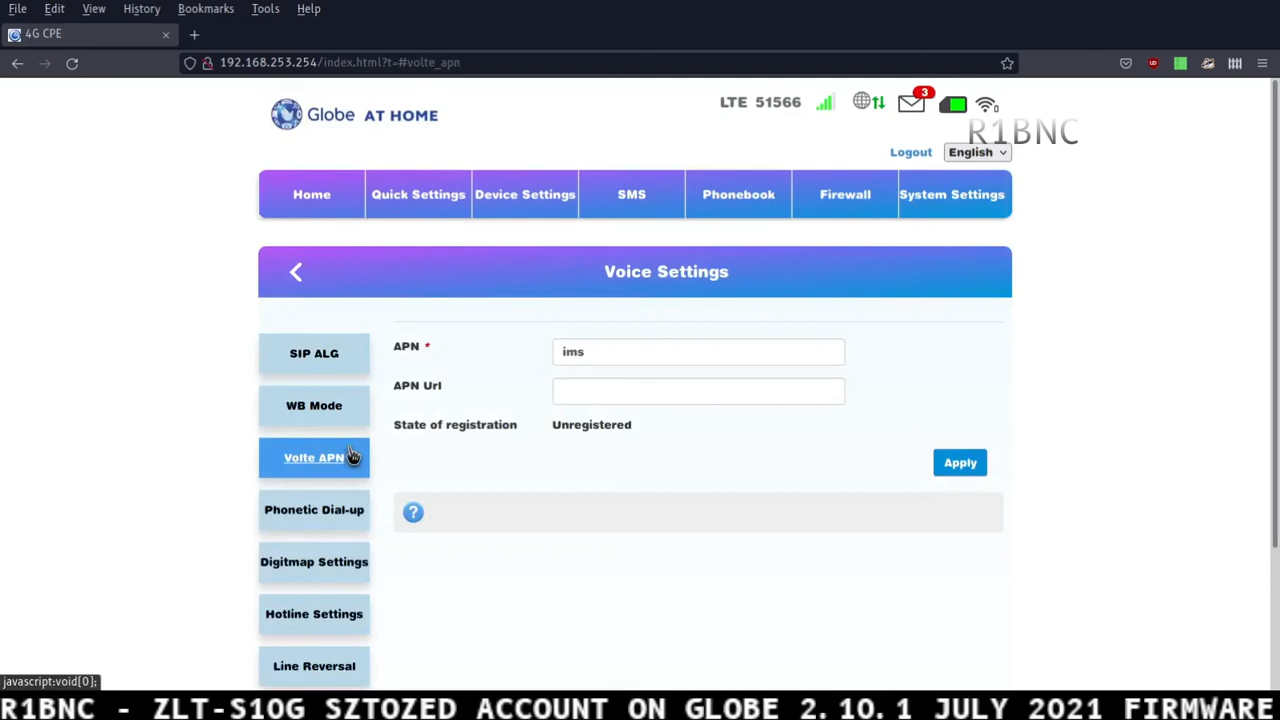 File Edit View History Bookmarks Tools Help
4G CPE
192.168.253.254/index.html?t=#volte_apn
Globe AT HOME
LTE 51566
3
R1BNC
Logout English
Home Quick Settings Device Settings SMS Phonebook Firewall System Settings
Voice Settings
SIP ALG
WB Mode
Volte APN
Phonetic Dial-up
Digitmap Settings
Hotline Settings
Line Reversal
APN * ims
APN Url
State of registration Unregistered
Apply
?
javascript:void[0];
R1BNC - ZLT-S10G SZTOZED ACCOUNT ON GLOBE 2.10.1 JULY 2021 FIRMWARE